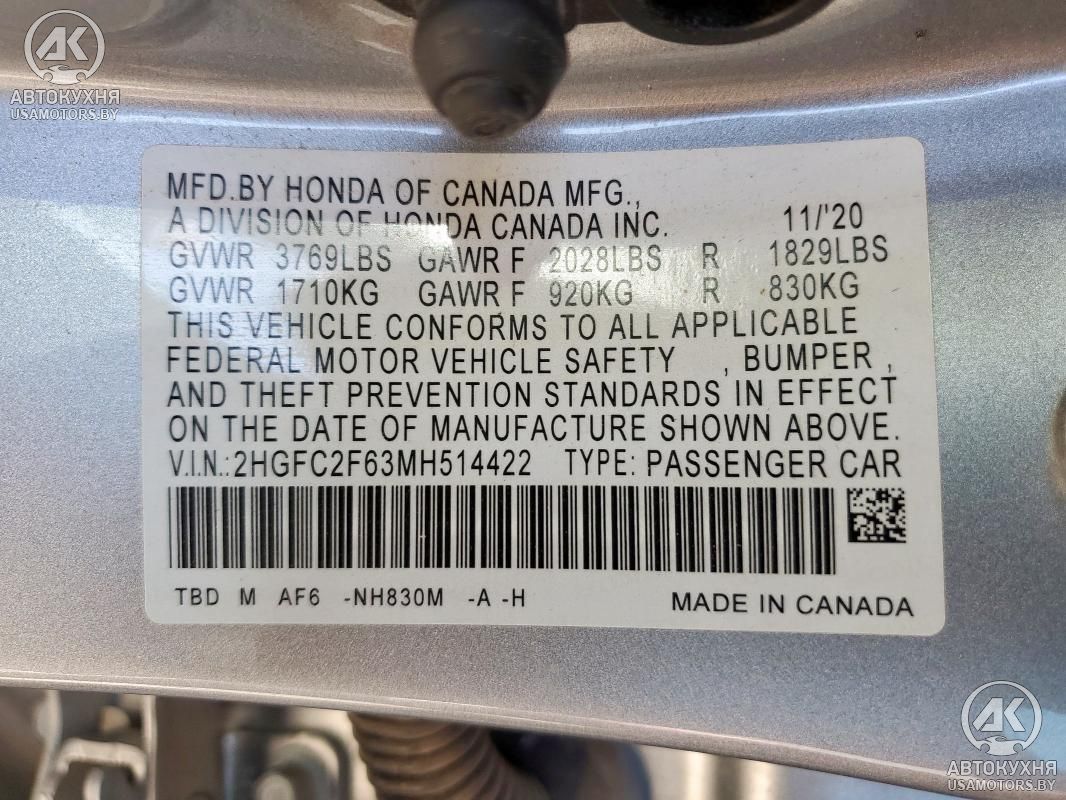 AK
АВТОКУХНЯ
USAMOTORS.BY
MFD.BY HONDA OF CANADA MFG.,
A DIVISION OF HONDA CANADA INC. 11/'20
GVWR 3769LBS GAWR F 2028LBS R 1829LBS
GVWR 1710KG GAWR F 920KG R 830KG
THIS VEHICLE CONFORMS TO ALL APPLICABLE
FEDERAL MOTOR VEHICLE SAFETY , BUMPER ,
AND THEFT PREVENTION STANDARDS IN EFFECT
ON THE DATE OF MANUFACTURE SHOWN ABOVE.
V.I.N.:2HGFC2F63MH514422 TYPE: PASSENGER CAR
TBD M AF6 -NH830M -A -H MADE IN CANADA
AK
АВТОКУХНЯ
USAMOTORS.BY